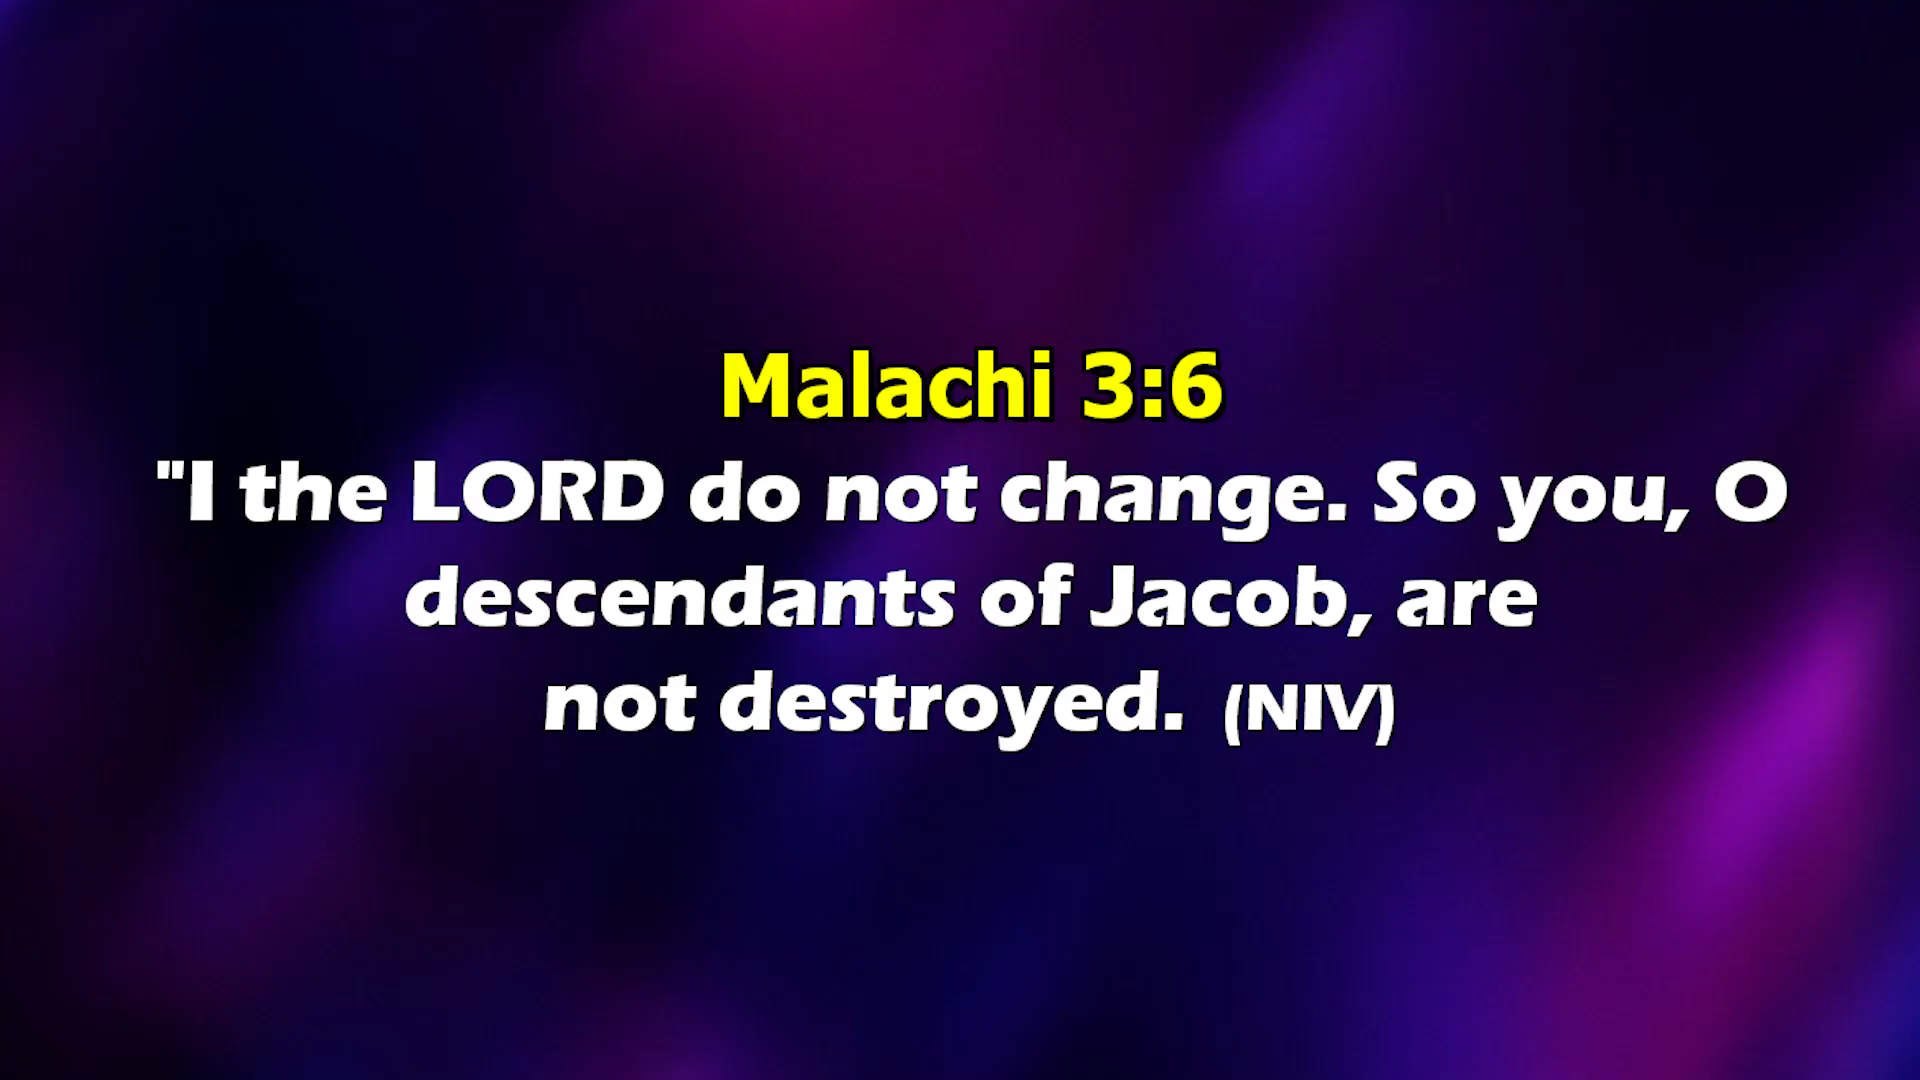 Malachi 3:6
"I the LORD do not change. So you, O
descendants of Jacob, are
not destroyed. (NIV)